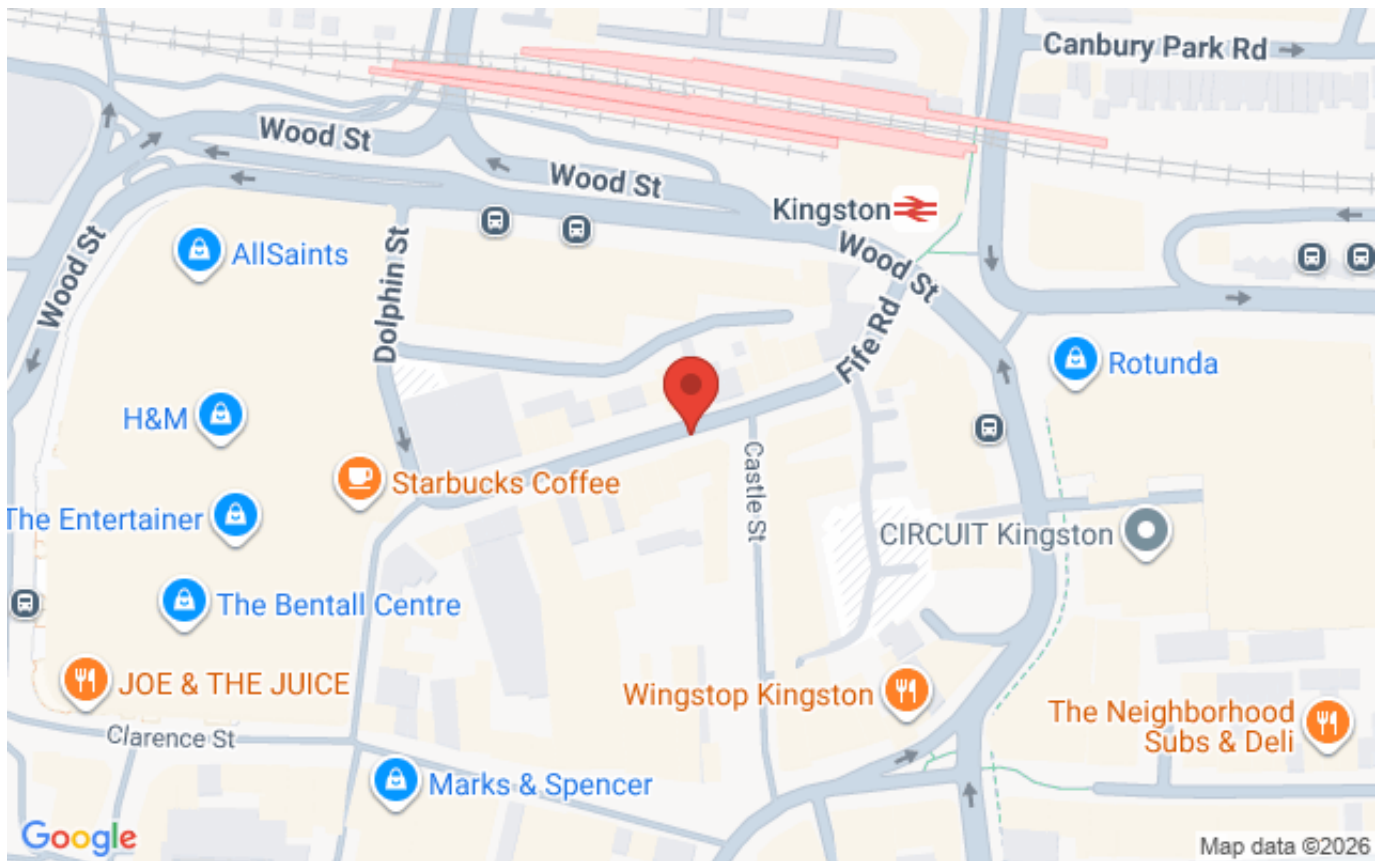 Canbury Park Rd
Wood St
Wood St
Kingston
Wood St
Wood St
AllSaints
Dolphin St
Fife Rd
Rotunda
H&M
Starbucks Coffee
Castle St
The Entertainer
CIRCUIT Kingston
The Bentall Centre
JOE & THE JUICE
Wingstop Kingston
The Neighborhood
Subs & Deli
Clarence St
Marks & Spencer
Google
Map data ©2026